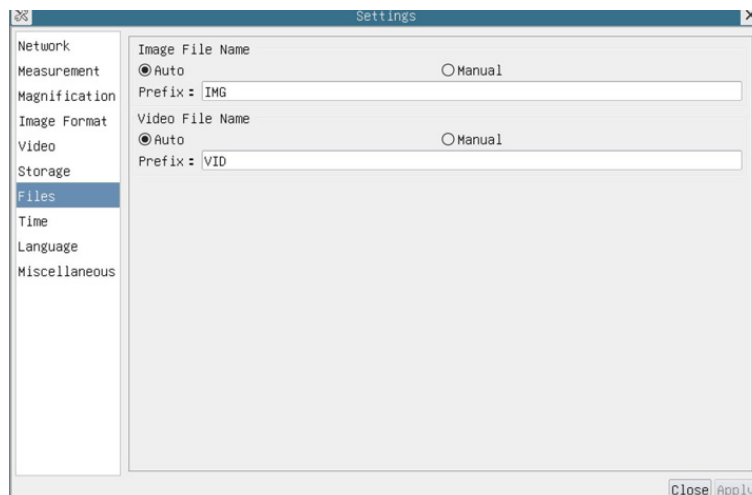 Settings
Network
Measurement
Magnification
Image Format
Video
Storage
Files
Time
Language
Miscellaneous
Image File Name
Auto Manual
Prefix: IMG
Video File Name
Auto Manual
Prefix: VID
Close Apply